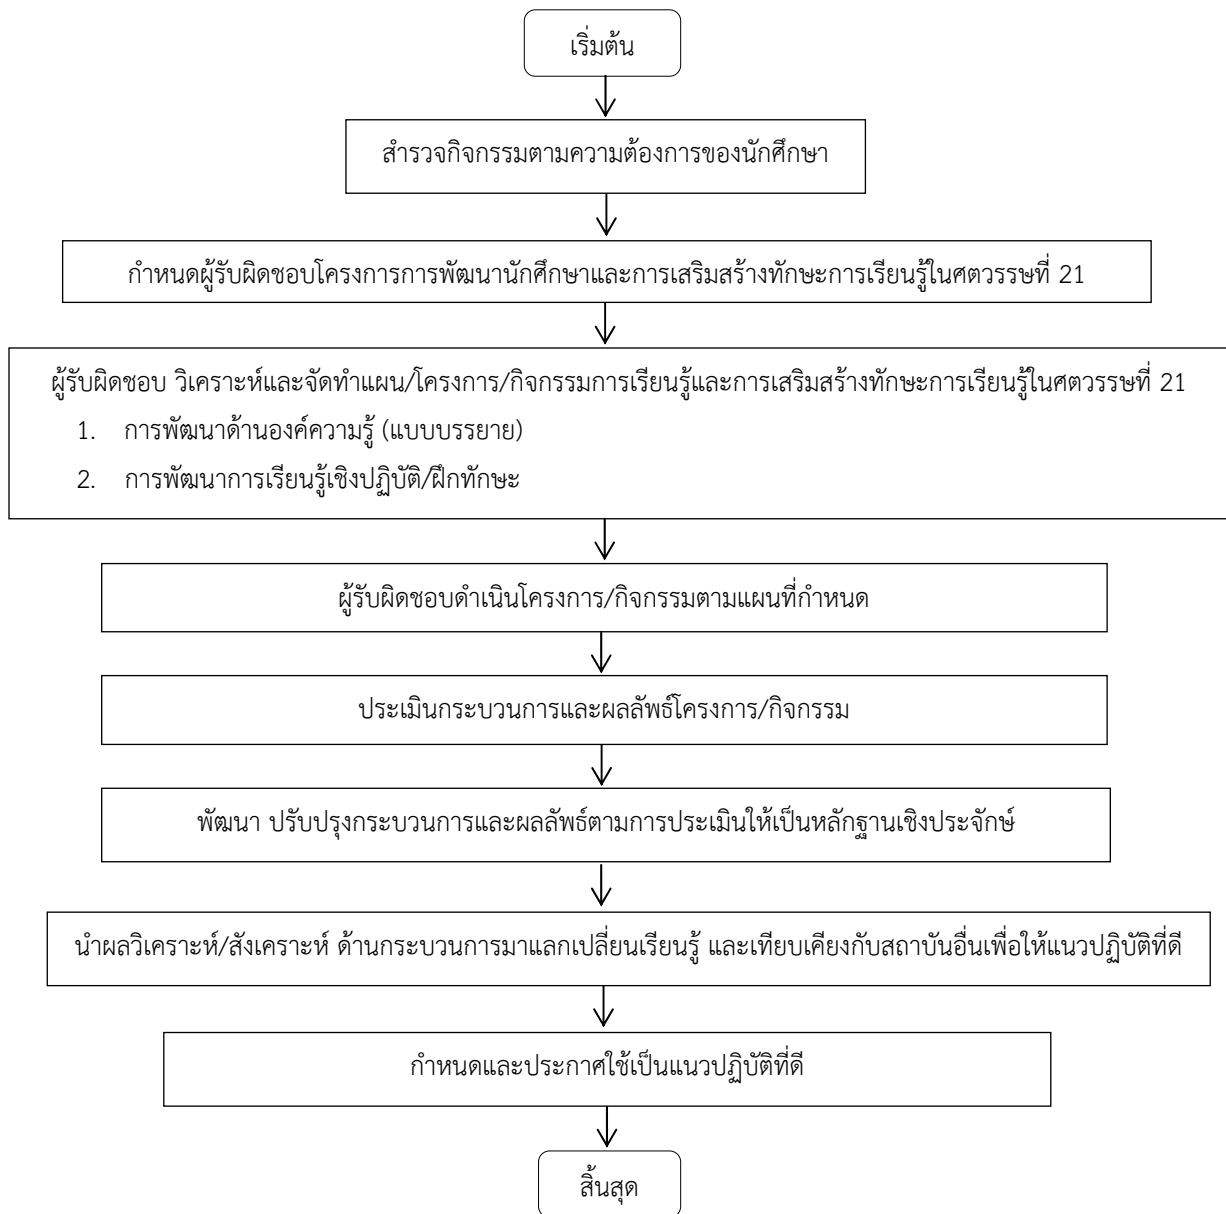 เริ่มต้น
สำรวจกิจกรรมตามความต้องการของนักศึกษา
กำหนดผู้รับผิดชอบโครงการการพัฒนานักศึกษาและการเสริมสร้างทักษะการเรียนรู้ในศตวรรษที่ 21
ผู้รับผิดชอบ วิเคราะห์และจัดทำแผน/โครงการ/กิจกรรมการเรียนรู้และการเสริมสร้างทักษะการเรียนรู้ในศตวรรษที่ 21
1. การพัฒนาด้านองค์ความรู้ (แบบบรรยาย)
2. การพัฒนาการเรียนรู้เชิงปฏิบัติ/ฝึกทักษะ
ผู้รับผิดชอบดำเนินโครงการ/กิจกรรมตามแผนที่กำหนด
ประเมินกระบวนการและผลลัพธ์โครงการ/กิจกรรม
พัฒนา ปรับปรุงกระบวนการและผลลัพธ์ตามการประเมินให้เป็นหลักฐานเชิงประจักษ์
นำผลวิเคราะห์/สังเคราะห์ ด้านกระบวนการมาแลกเปลี่ยนเรียนรู้ และเทียบเคียงกับสถาบันอื่นเพื่อให้แนวปฏิบัติที่ดี
กำหนดและประกาศใช้เป็นแนวปฏิบัติที่ดี
สิ้นสุด